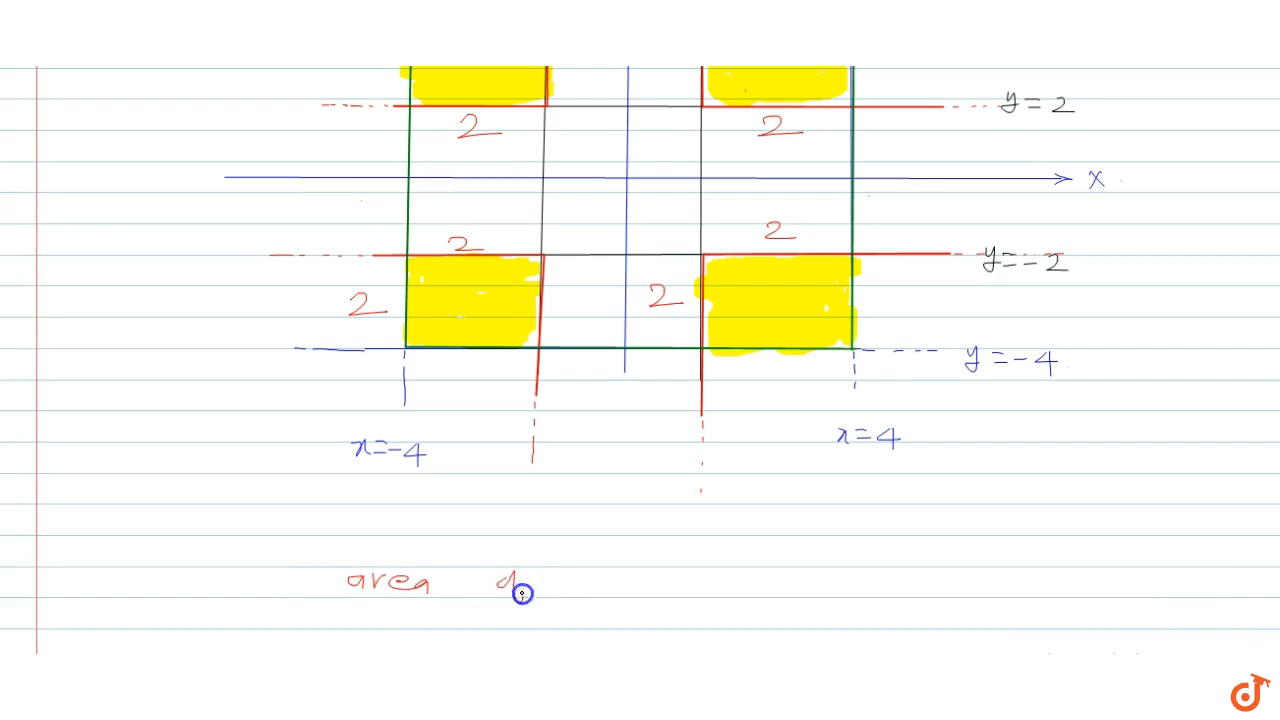 y = 2
2 2
x
2 2
y = -2
2 2
y = -4
x = -4 x = 4
area